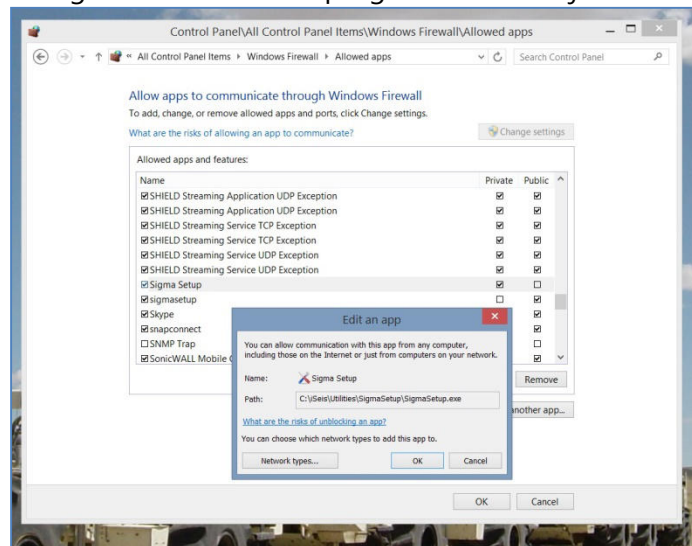 Control Panel\All Control Panel Items\Windows Firewall\Allowed apps
« All Control Panel Items ▸ Windows Firewall ▸ Allowed apps
Search Control Panel
Allow apps to communicate through Windows Firewall
To add, change, or remove allowed apps and ports, click Change settings.
What are the risks of allowing an app to communicate?
Change settings
Allowed apps and features:
Name Private Public
SHIELD Streaming Application UDP Exception
SHIELD Streaming Application UDP Exception
SHIELD Streaming Service TCP Exception
SHIELD Streaming Service TCP Exception
SHIELD Streaming Service UDP Exception
SHIELD Streaming Service UDP Exception
Sigma Setup
sigmasetup
Skype
snapconnect
SNMP Trap
SonicWALL Mobile
Remove
another app...
Edit an app
You can allow communication with this app from any computer,
including those on the Internet or just from computers on your network.
Name: Sigma Setup
Path: C:\iSeis\Utilities\SigmaSetup\SigmaSetup.exe
What are the risks of unblocking an app?
You can choose which network types to add this app to.
Network types... OK Cancel
OK Cancel